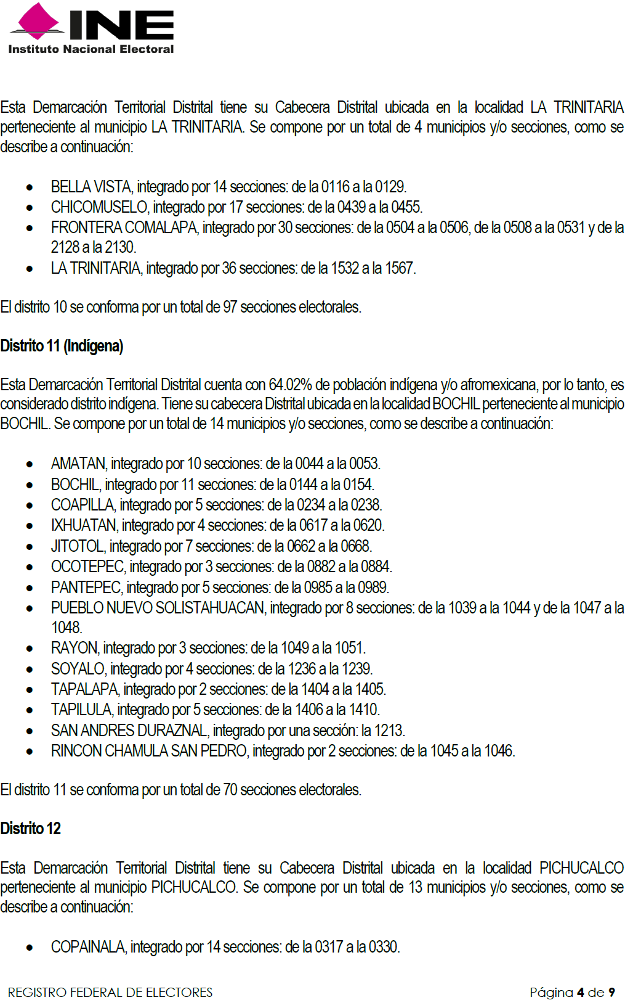 INE
Instituto Nacional Electoral
Esta Demarcación Territorial Distrital tiene su Cabecera Distrital ubicada en la localidad LA TRINITARIA
perteneciente al municipio LA TRINITARIA. Se compone por un total de 4 municipios y/o secciones, como se
describe a continuación:
• BELLA VISTA, integrado por 14 secciones: de la 0116 a la 0129.
• CHICOMUSELO, integrado por 17 secciones: de la 0439 a la 0455.
• FRONTERA COMALAPA, integrado por 30 secciones: de la 0504 a la 0506, de la 0508 a la 0531 y de la
2128 a la 2130.
• LA TRINITARIA, integrado por 36 secciones: de la 1532 a la 1567.
El distrito 10 se conforma por un total de 97 secciones electorales.
Distrito 11 (Indígena)
Esta Demarcación Territorial Distrital cuenta con 64.02% de población indígena y/o afromexicana, por lo tanto, es
considerado distrito indígena. Tiene su cabecera Distrital ubicada en la localidad BOCHIL perteneciente al municipio
BOCHIL. Se compone por un total de 14 municipios y/o secciones, como se describe a continuación:
• AMATAN, integrado por 10 secciones: de la 0044 a la 0053.
• BOCHIL, integrado por 11 secciones: de la 0144 a la 0154.
• COAPILLA, integrado por 5 secciones: de la 0234 a la 0238.
• IXHUATAN, integrado por 4 secciones: de la 0617 a la 0620.
• JITOTOL, integrado por 7 secciones: de la 0662 a la 0668.
• OCOTEPEC, integrado por 3 secciones: de la 0882 a la 0884.
• PANTEPEC, integrado por 5 secciones: de la 0985 a la 0989.
• PUEBLO NUEVO SOLISTAHUACAN, integrado por 8 secciones: de la 1039 a la 1044 y de la 1047 a la
1048.
• RAYON, integrado por 3 secciones: de la 1049 a la 1051.
• SOYALO, integrado por 4 secciones: de la 1236 a la 1239.
• TAPALAPA, integrado por 2 secciones: de la 1404 a la 1405.
• TAPILULA, integrado por 5 secciones: de la 1406 a la 1410.
• SAN ANDRES DURAZNAL, integrado por una sección: la 1213.
• RINCON CHAMULA SAN PEDRO, integrado por 2 secciones: de la 1045 a la 1046.
El distrito 11 se conforma por un total de 70 secciones electorales.
Distrito 12
Esta Demarcación Territorial Distrital tiene su Cabecera Distrital ubicada en la localidad PICHUCALCO
perteneciente al municipio PICHUCALCO. Se compone por un total de 13 municipios y/o secciones, como se
describe a continuación:
• COPAINALA, integrado por 14 secciones: de la 0317 a la 0330.
REGISTRO FEDERAL DE ELECTORES Página 4 de 9